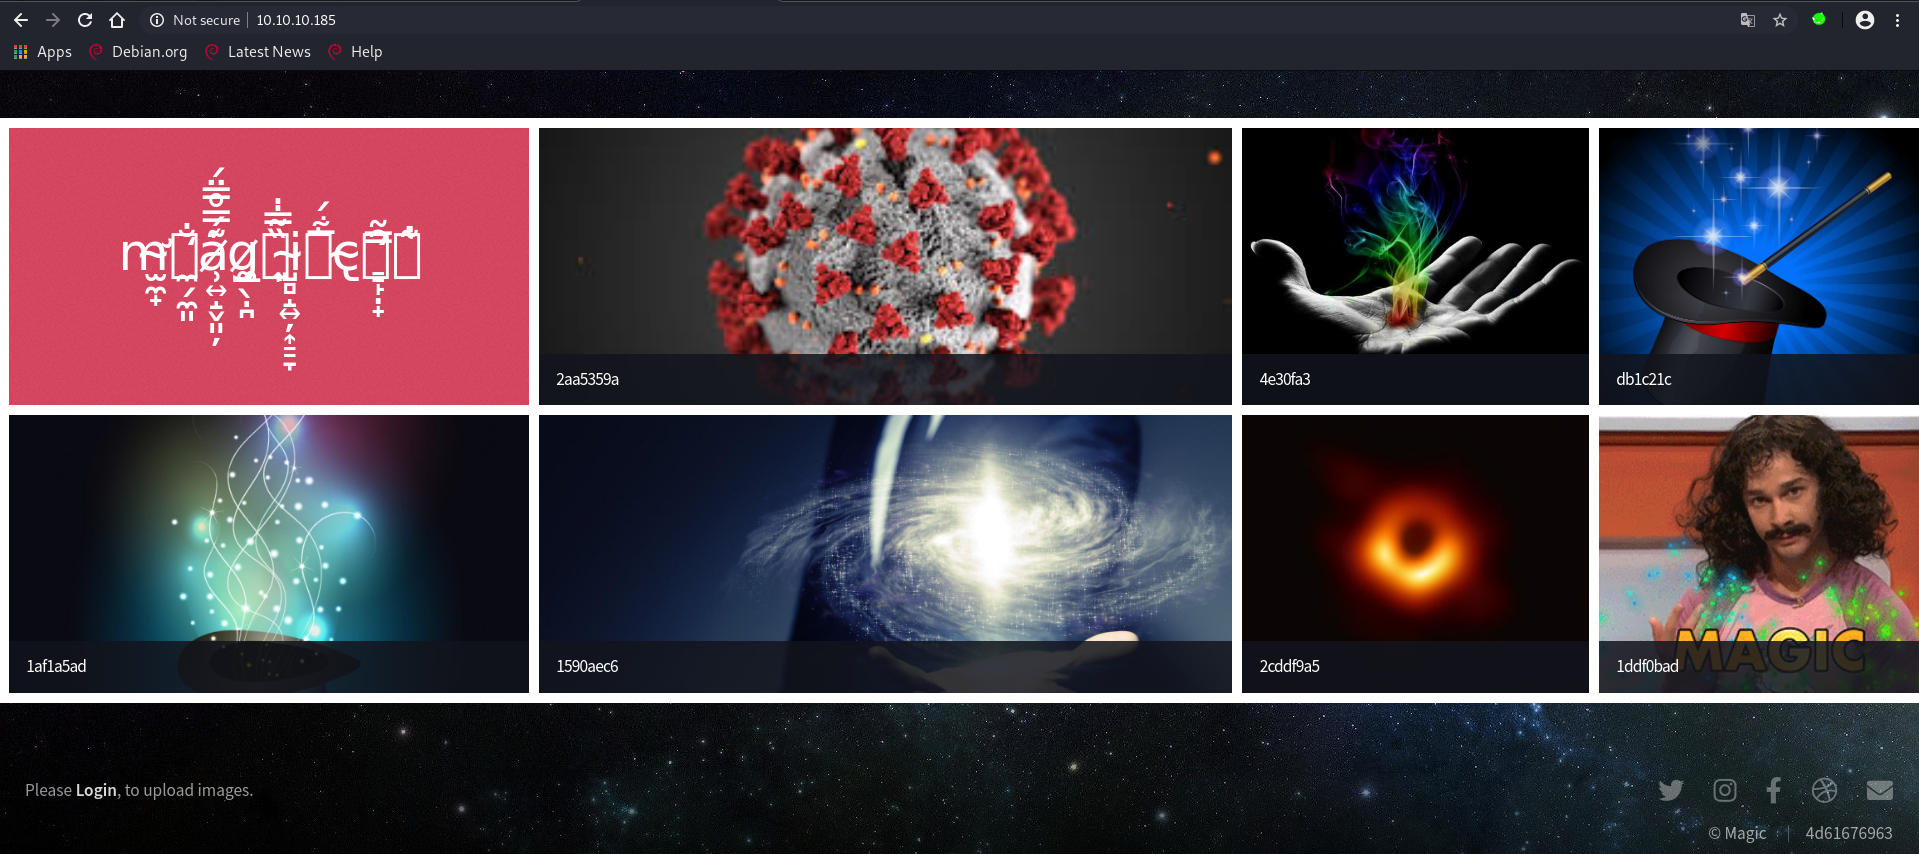 Not secure 10.10.10.185
Apps Debian.org Latest News Help
2aa5359a
4e30fa3
db1c21c
1af1a5ad
1590aec6
2cddf9a5
MAGIC
1ddf0bad
Please Login, to upload images.
© Magic | 4d61676963